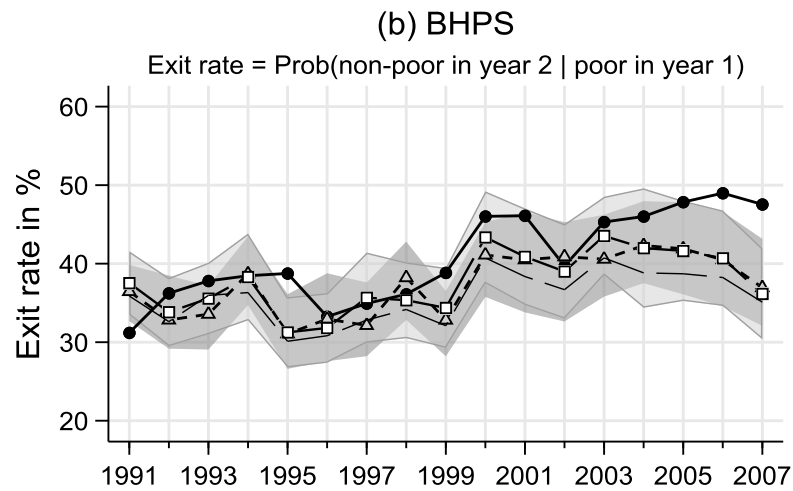 (b) BHPS
Exit rate = Prob(non-poor in year 2 | poor in year 1)
Exit rate in %
60
50
40
30
20
1991 1993 1995 1997 1999 2001 2003 2005 2007